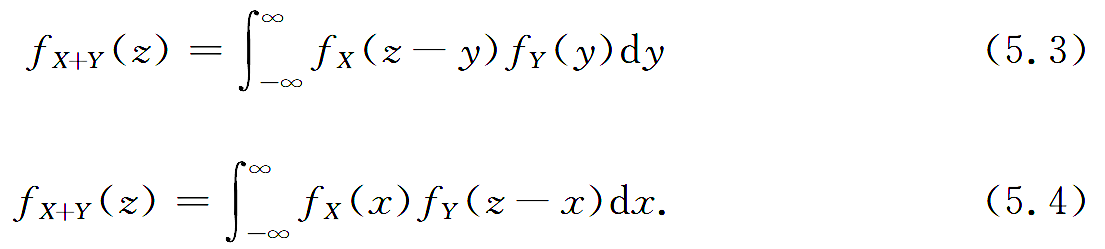 f_{X+Y}(z) = ∫_{-∞}^{∞} f_X(z − y) f_Y(y) dy (5.3)
f_{X+Y}(z) = ∫_{-∞}^{∞} f_X(x) f_Y(z − x) dx. (5.4)